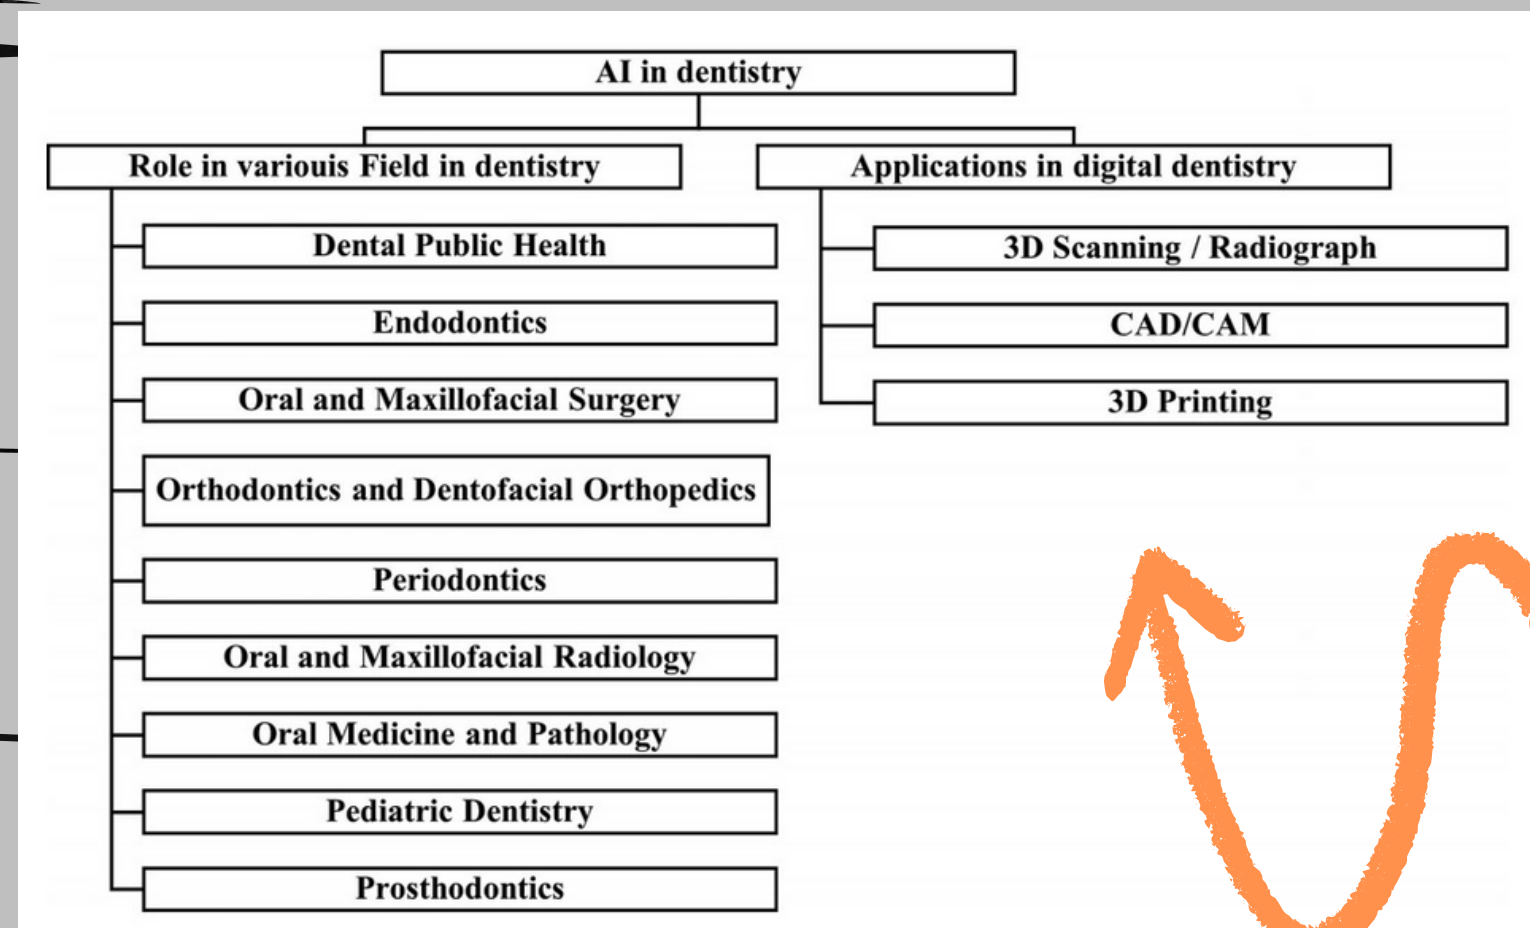 AI in dentistry
Role in variouis Field in dentistry
Dental Public Health
Endodontics
Oral and Maxillofacial Surgery
Orthodontics and Dentofacial Orthopedics
Periodontics
Oral and Maxillofacial Radiology
Oral Medicine and Pathology
Pediatric Dentistry
Prosthodontics
Applications in digital dentistry
3D Scanning / Radiograph
CAD/CAM
3D Printing